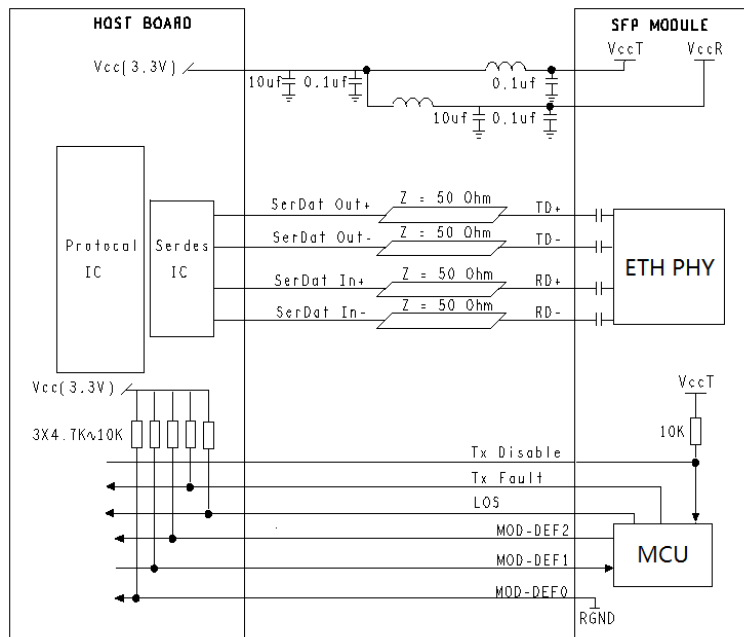 HOST BOARD
SFP MODULE
VccT
VccR
Vcc(3.3V)
10uf
0.1uf
0.1uf
10uf
0.1uf
SerDat Out+
Z = 50 Ohm
TD+
SerDat Out-
Z = 50 Ohm
TD-
Protocal
IC
Serdes
IC
ETH PHY
SerDat In+
Z = 50 Ohm
RD+
SerDat In-
Z = 50 Ohm
RD-
Vcc(3.3V)
VccT
3X4.7K~10K
10K
Tx Disable
Tx Fault
LOS
MOD-DEF2
MCU
MOD-DEF1
MOD-DEF0
RGND